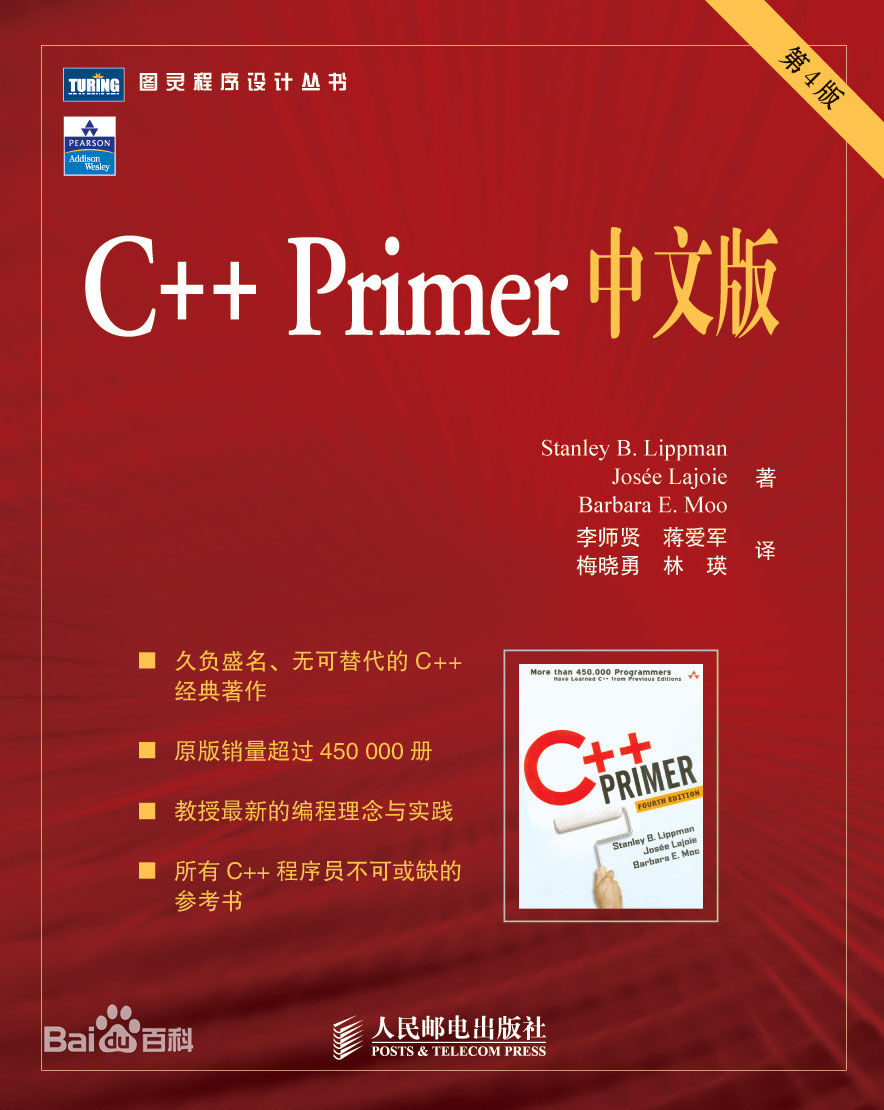 第4版
TURING 图灵程序设计丛书
PEARSON
Addison
Wesley
C++ Primer 中文版
Stanley B. Lippman
Josée Lajoie 著
Barbara E. Moo
李师贤 蒋爱军
梅晓勇 林 瑛 译
■ 久负盛名、无可替代的 C++
经典著作
■ 原版销量超过 450 000 册
■ 教授最新的编程理念与实践
■ 所有 C++ 程序员不可或缺的
参考书
More than 450,000 Programmers
Have Learned C++ from Previous Editions
C++
PRIMER
FOURTH EDITION
Stanley B. Lippman
Josée Lajoie
Barbara E. Moo
Baidu百科
人民邮电出版社
POSTS & TELECOM PRESS